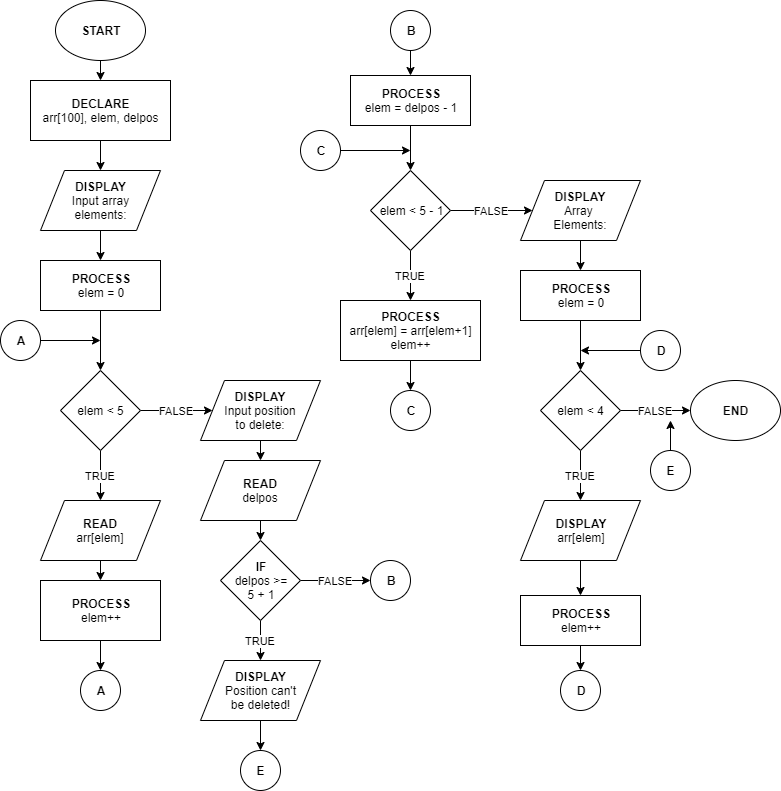 START
DECLARE
arr[100], elem, delpos
DISPLAY
Input array
elements:
PROCESS
elem = 0
A
elem < 5
FALSE
TRUE
READ
arr[elem]
PROCESS
elem++
A
DISPLAY
Input position
to delete:
READ
delpos
IF
delpos >=
5 + 1
FALSE
B
TRUE
DISPLAY
Position can't
be deleted!
E
B
PROCESS
elem = delpos - 1
C
elem < 5 - 1
FALSE
TRUE
PROCESS
arr[elem] = arr[elem+1]
elem++
C
DISPLAY
Array
Elements:
PROCESS
elem = 0
D
elem < 4
FALSE
END
E
TRUE
DISPLAY
arr[elem]
PROCESS
elem++
D